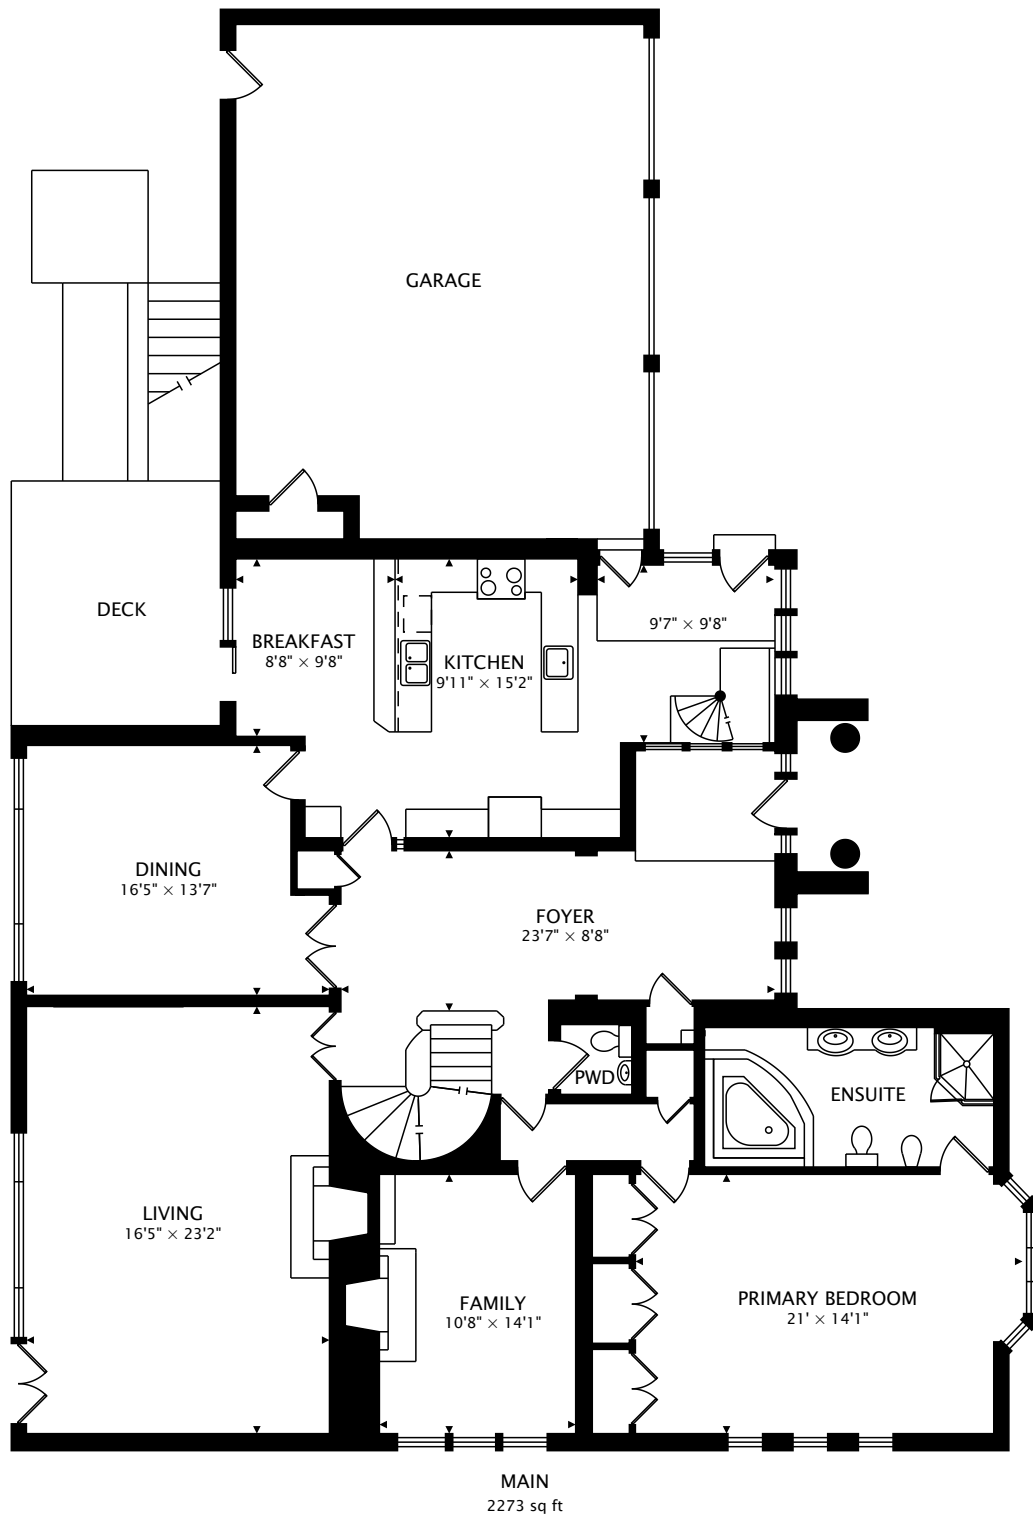 GARAGE
DECK
BREAKFAST
8'8" × 9'8"
KITCHEN
9'11" × 15'2"
9'7" × 9'8"
DINING
16'5" × 13'7"
FOYER
23'7" × 8'8"
PWD
ENSUITE
LIVING
16'5" × 23'2"
FAMILY
10'8" × 14'1"
PRIMARY BEDROOM
21' × 14'1"
MAIN
2273 sq ft